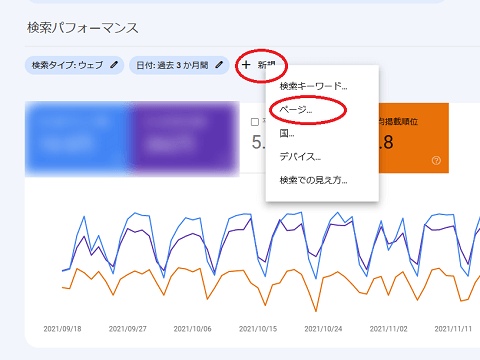 検索パフォーマンス
検索タイプ: ウェブ
日付: 過去 3 か月間
+ 新規
検索キーワード...
ページ...
国...
デバイス...
検索での見え方...
掲載順位
5.
.8
2021/09/18
2021/09/27
2021/10/06
2021/10/15
2021/10/24
2021/11/02
2021/11/11